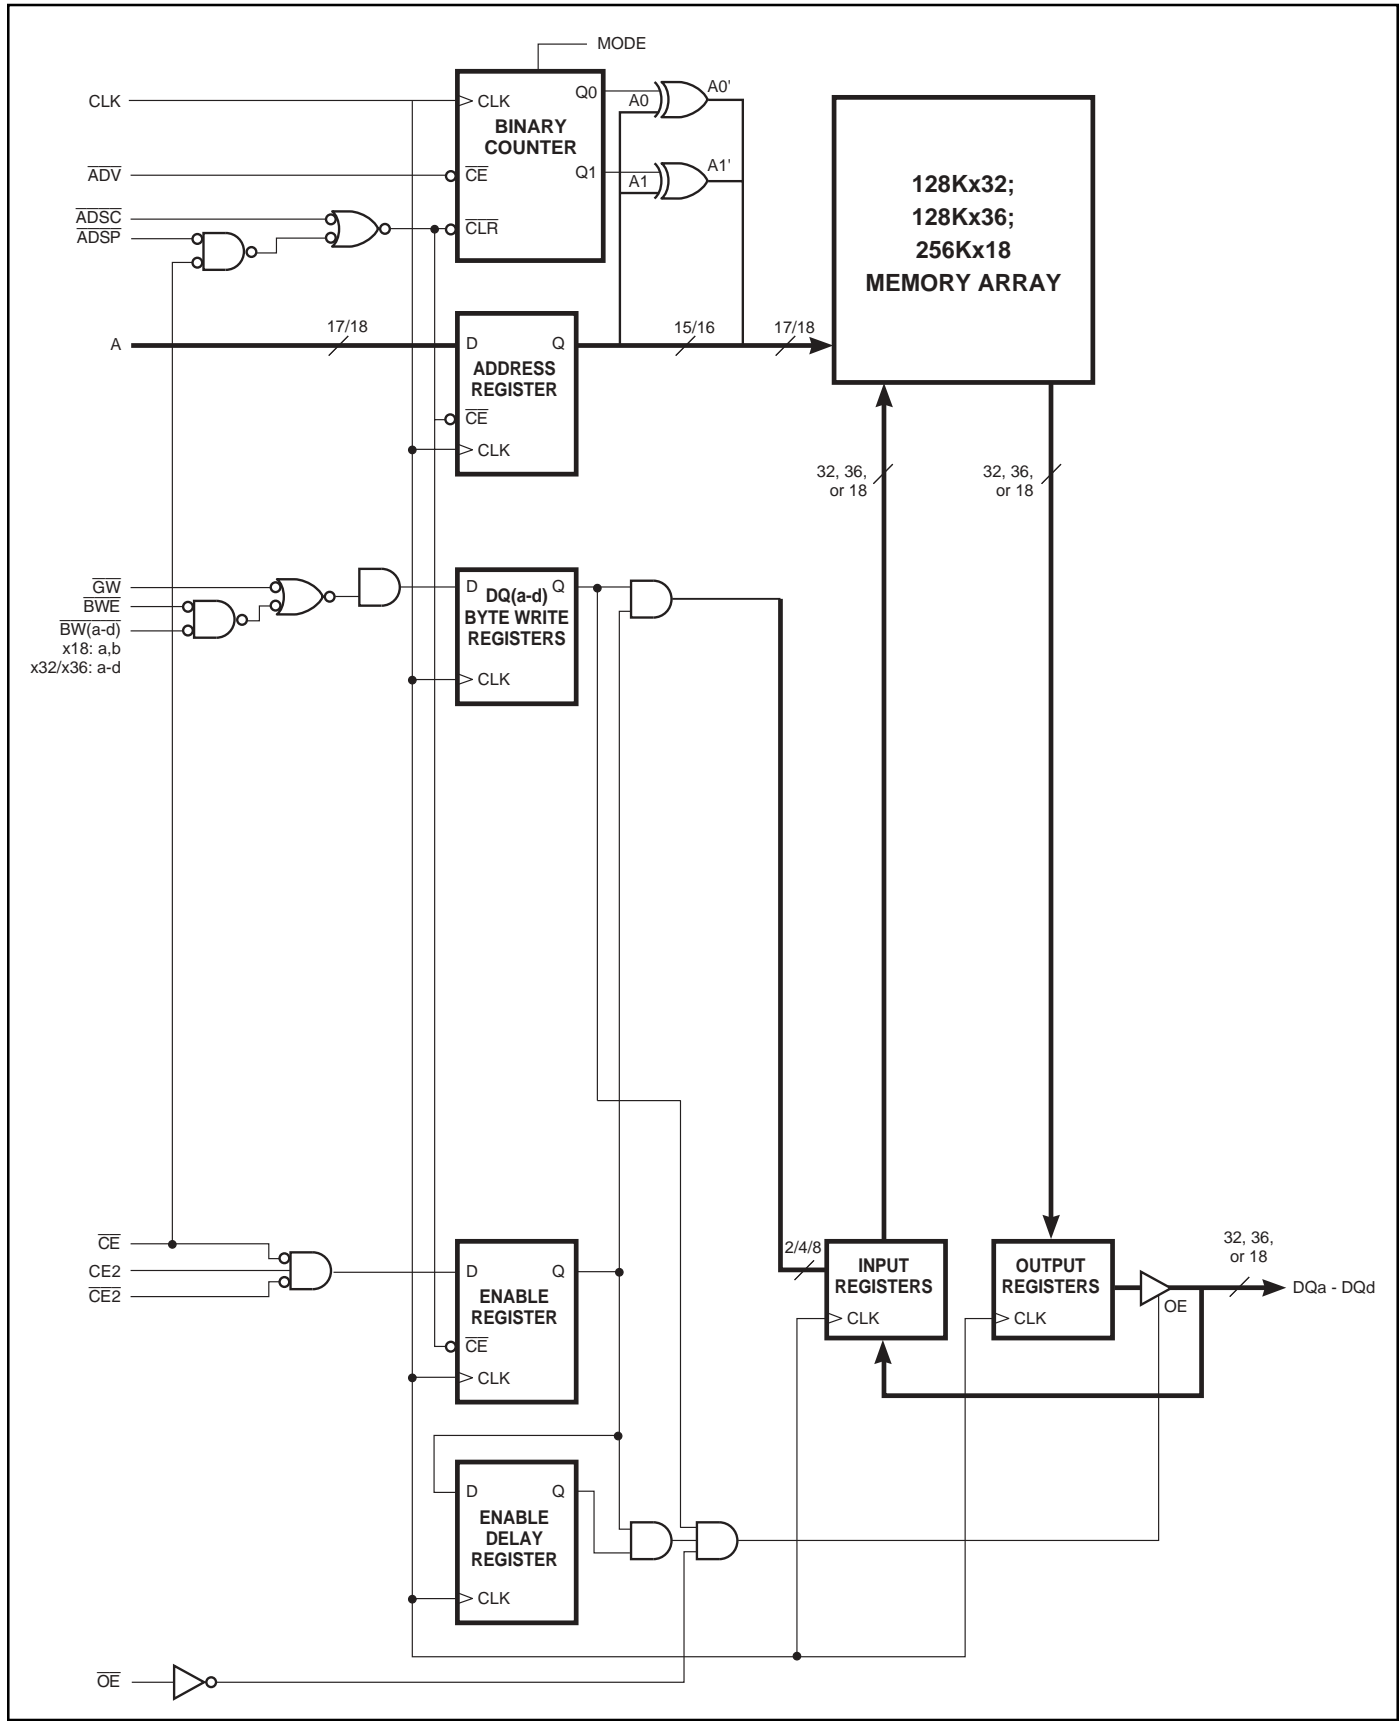 MODE
CLK
CLK
BINARY
COUNTER
Q0
A0
A0'
ADV
CE
Q1
A1
A1'
ADSC
ADSP
CLR
128Kx32;
128Kx36;
256Kx18
MEMORY ARRAY
A
17/18
D
Q
ADDRESS
REGISTER
CE
CLK
15/16
17/18
32, 36,
or 18
32, 36,
or 18
GW
BWE
BW(a-d)
x18: a,b
x32/x36: a-d
D
Q
DQ(a-d)
BYTE WRITE
REGISTERS
CLK
CE
CE2
CE2
D
Q
ENABLE
REGISTER
CE
CLK
2/4/8
INPUT
REGISTERS
CLK
OUTPUT
REGISTERS
CLK
OE
32, 36,
or 18
DQa - DQd
D
Q
ENABLE
DELAY
REGISTER
CLK
OE